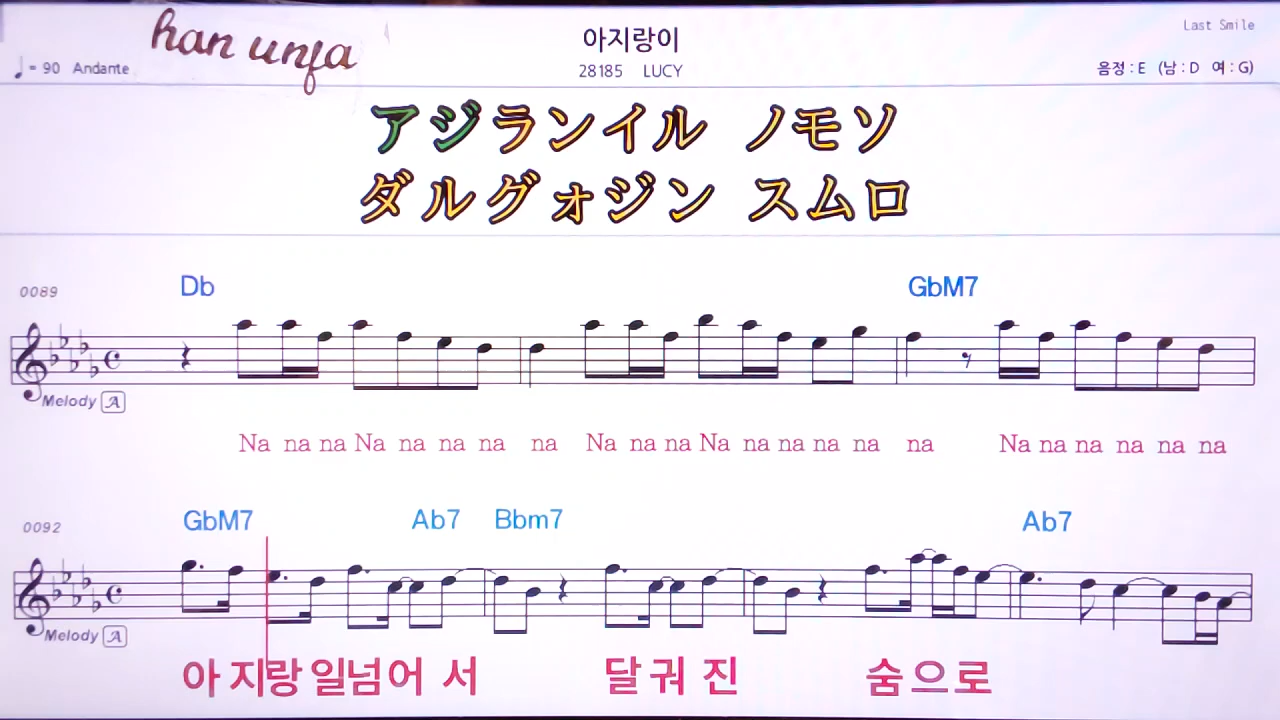 han unfa
아지랑이
Last Smile
♩= 90 Andante
28185 LUCY
음정 : E (남 : D 여 : G)
アジランイル ノモソ
ダルグォジン スムロ
0089
Db GbM7
Melody A
Na na na Na na na na na Na na na Na na na na na na Na na na na na na
0092
GbM7 Ab7 Bbm7 Ab7
Melody A
아 지랑 일넘어 서 달 궈 진 숨으로